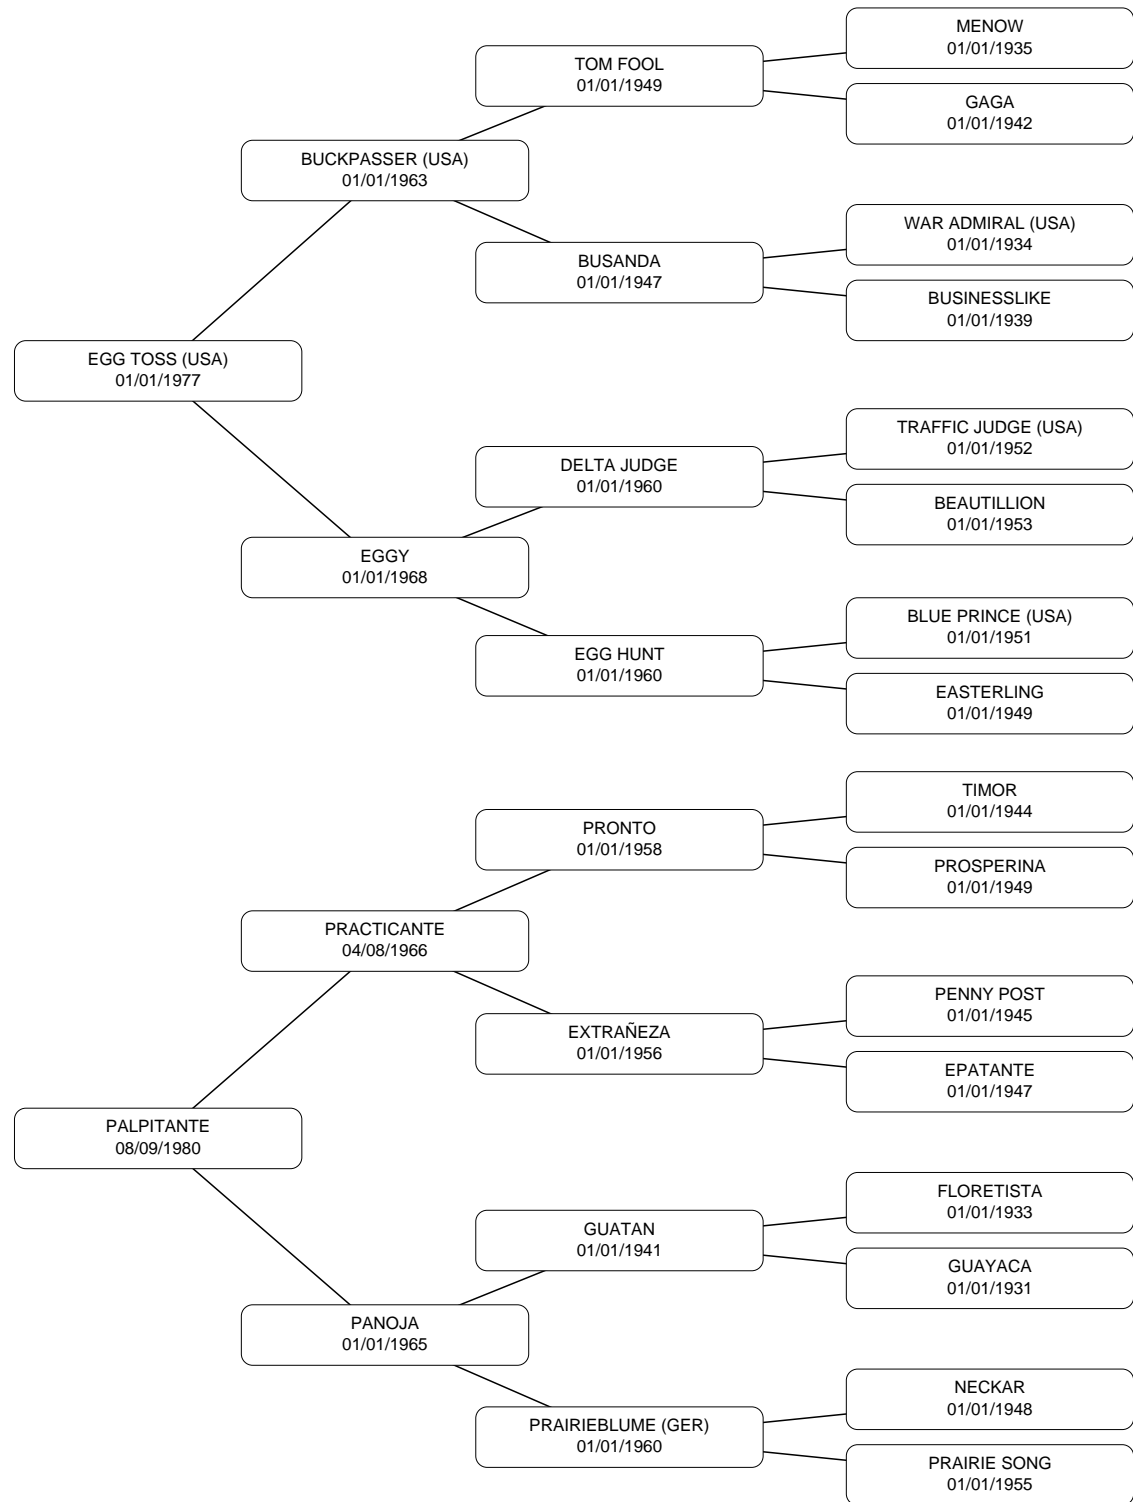 MENOW
01/01/1935
TOM FOOL
01/01/1949
GAGA
01/01/1942
BUCKPASSER (USA)
01/01/1963
WAR ADMIRAL (USA)
01/01/1934
BUSANDA
01/01/1947
BUSINESSLIKE
01/01/1939
EGG TOSS (USA)
01/01/1977
TRAFFIC JUDGE (USA)
01/01/1952
DELTA JUDGE
01/01/1960
BEAUTILLION
01/01/1953
EGGY
01/01/1968
BLUE PRINCE (USA)
01/01/1951
EGG HUNT
01/01/1960
EASTERLING
01/01/1949
TIMOR
01/01/1944
PRONTO
01/01/1958
PROSPERINA
01/01/1949
PRACTICANTE
04/08/1966
PENNY POST
01/01/1945
EXTRAÑEZA
01/01/1956
EPATANTE
01/01/1947
PALPITANTE
08/09/1980
FLORETISTA
01/01/1933
GUATAN
01/01/1941
GUAYACA
01/01/1931
PANOJA
01/01/1965
NECKAR
01/01/1948
PRAIRIEBLUME (GER)
01/01/1960
PRAIRIE SONG
01/01/1955